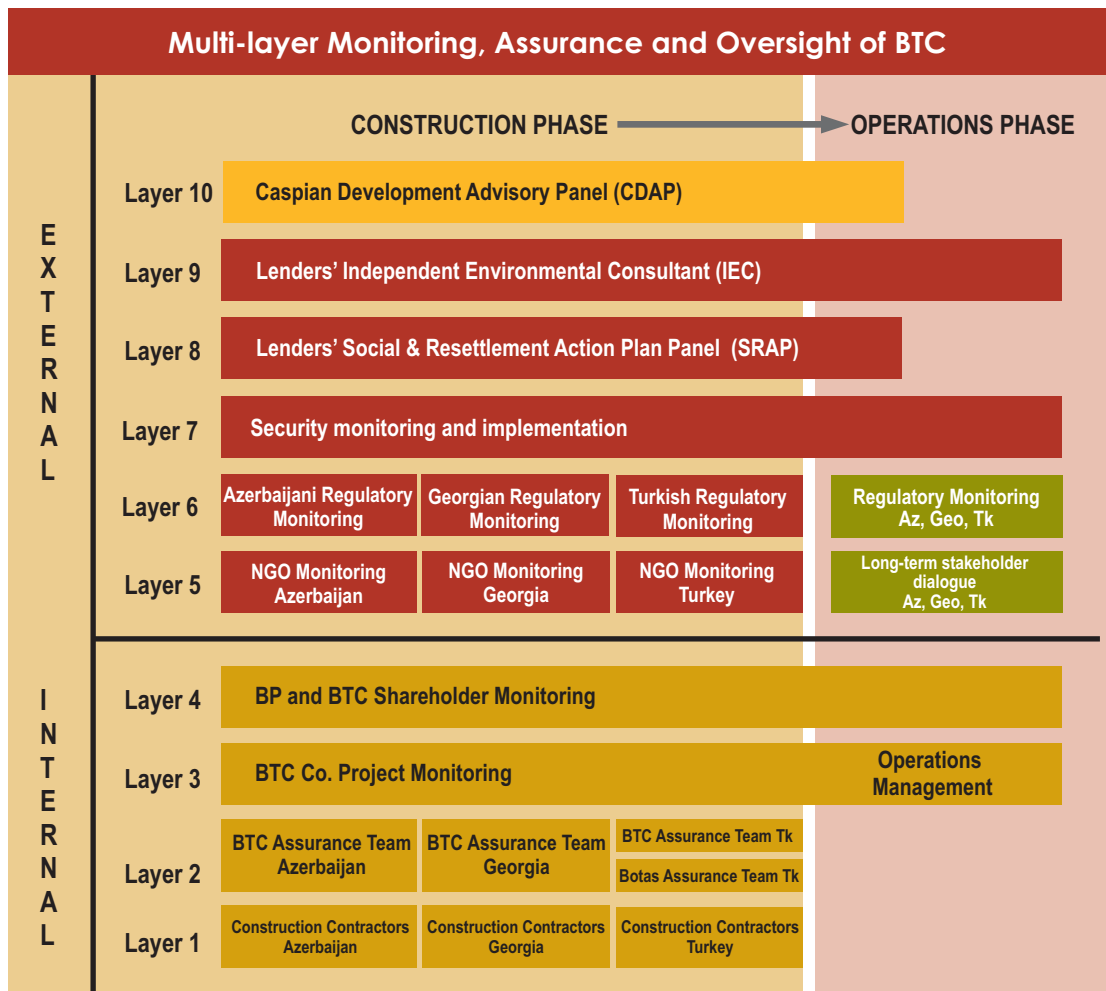 Multi-layer Monitoring, Assurance and Oversight of BTC
CONSTRUCTION PHASE
OPERATIONS PHASE
EXTERNAL
Layer 10
Caspian Development Advisory Panel (CDAP)
Layer 9
Lenders’ Independent Environmental Consultant (IEC)
Layer 8
Lenders’ Social & Resettlement Action Plan Panel (SRAP)
Layer 7
Security monitoring and implementation
Layer 6
Azerbaijani Regulatory
Monitoring
Georgian Regulatory
Monitoring
Turkish Regulatory
Monitoring
Regulatory Monitoring
Az, Geo, Tk
Layer 5
NGO Monitoring
Azerbaijan
NGO Monitoring
Georgia
NGO Monitoring
Turkey
Long-term stakeholder
dialogue
Az, Geo, Tk
INTERNAL
Layer 4
BP and BTC Shareholder Monitoring
Layer 3
BTC Co. Project Monitoring
Operations
Management
Layer 2
BTC Assurance Team
Azerbaijan
BTC Assurance Team
Georgia
BTC Assurance Team Tk
Botas Assurance Team Tk
Layer 1
Construction Contractors
Azerbaijan
Construction Contractors
Georgia
Construction Contractors
Turkey